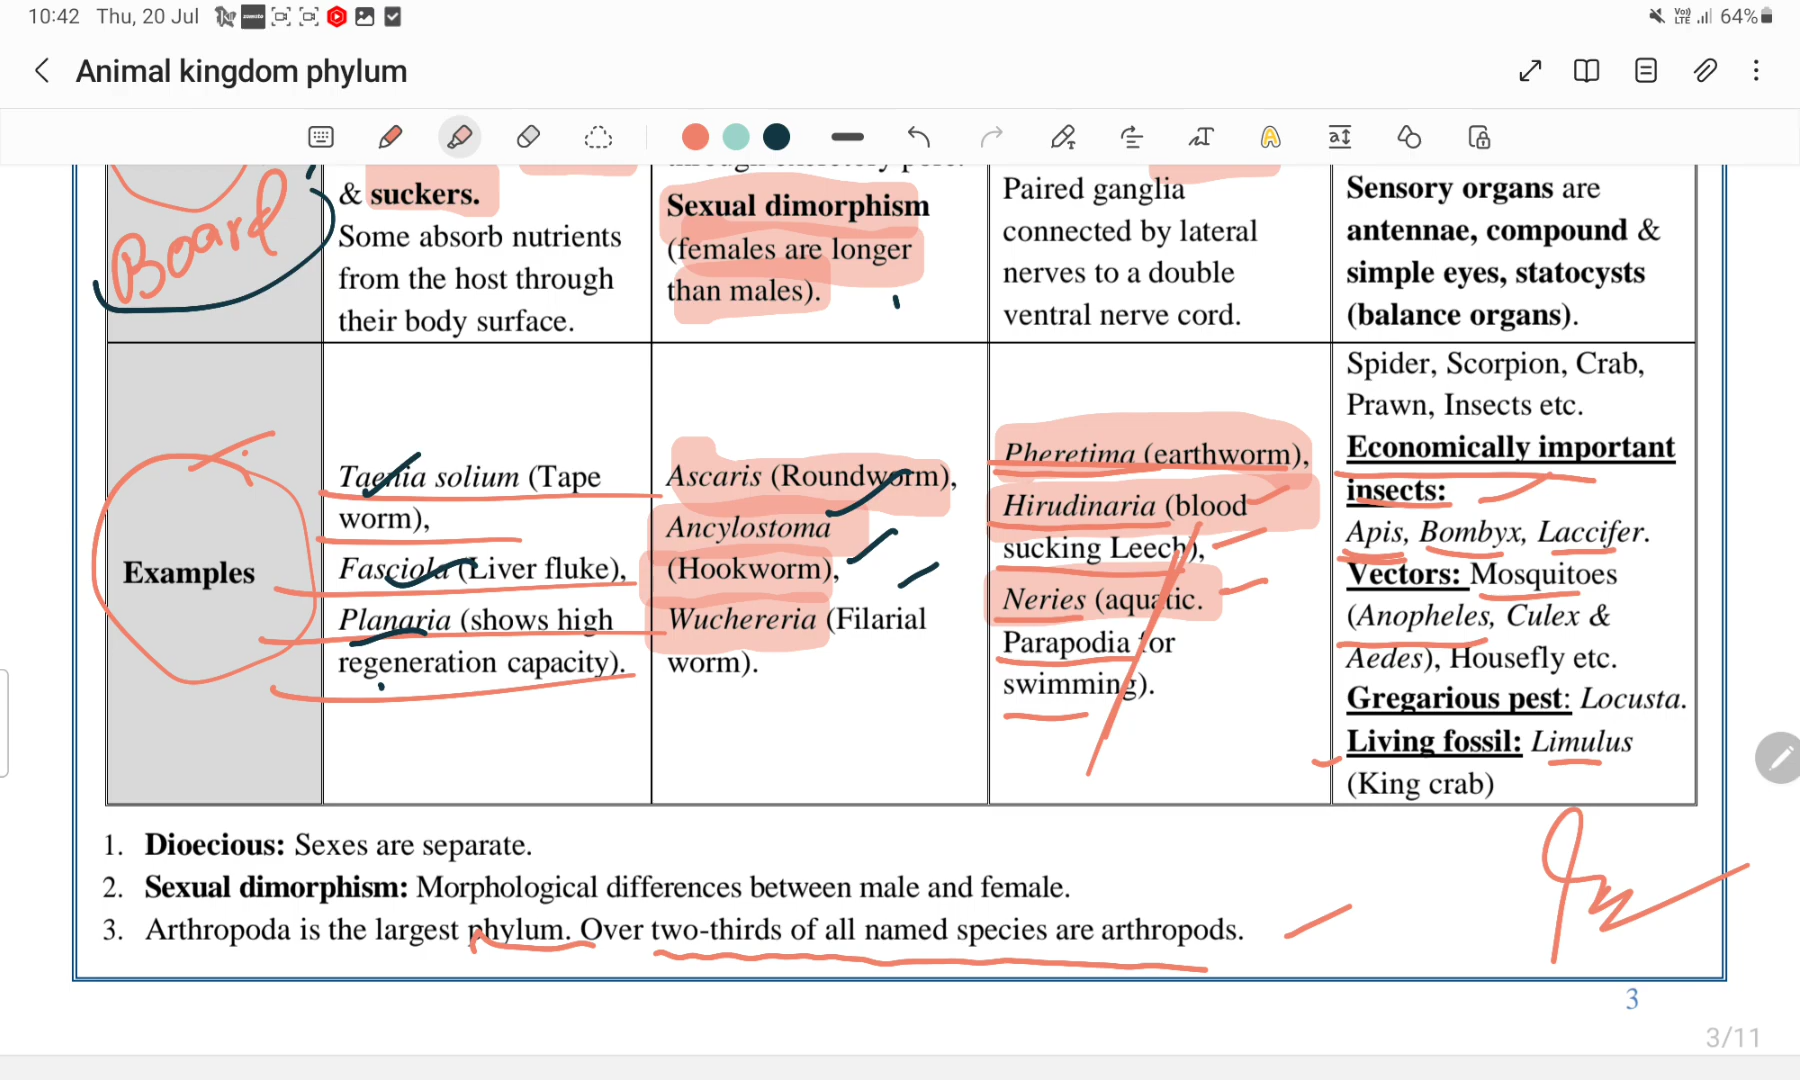 10:42 Thu, 20 Jul
64%
Animal kingdom phylum
Board
& suckers.
Some absorb nutrients
from the host through
their body surface.
Sexual dimorphism
(females are longer
than males).
Paired ganglia
connected by lateral
nerves to a double
ventral nerve cord.
Sensory organs are
antennae, compound &
simple eyes, statocysts
(balance organs).
Examples
Taenia solium (Tape
worm),
Fasciola (Liver fluke),
Planaria (shows high
regeneration capacity).
Ascaris (Roundworm),
Ancylostoma
(Hookworm),
Wuchereria (Filarial
worm).
Pheretima (earthworm),
Hirudinaria (blood
sucking Leech),
Neries (aquatic.
Parapodia for
swimming).
Spider, Scorpion, Crab,
Prawn, Insects etc.
Economically important
insects:
Apis, Bombyx, Laccifer.
Vectors: Mosquitoes
(Anopheles, Culex &
Aedes), Housefly etc.
Gregarious pest: Locusta.
Living fossil: Limulus
(King crab)
1. Dioecious: Sexes are separate.
2. Sexual dimorphism: Morphological differences between male and female.
3. Arthropoda is the largest phylum. Over two-thirds of all named species are arthropods.
3
3/11